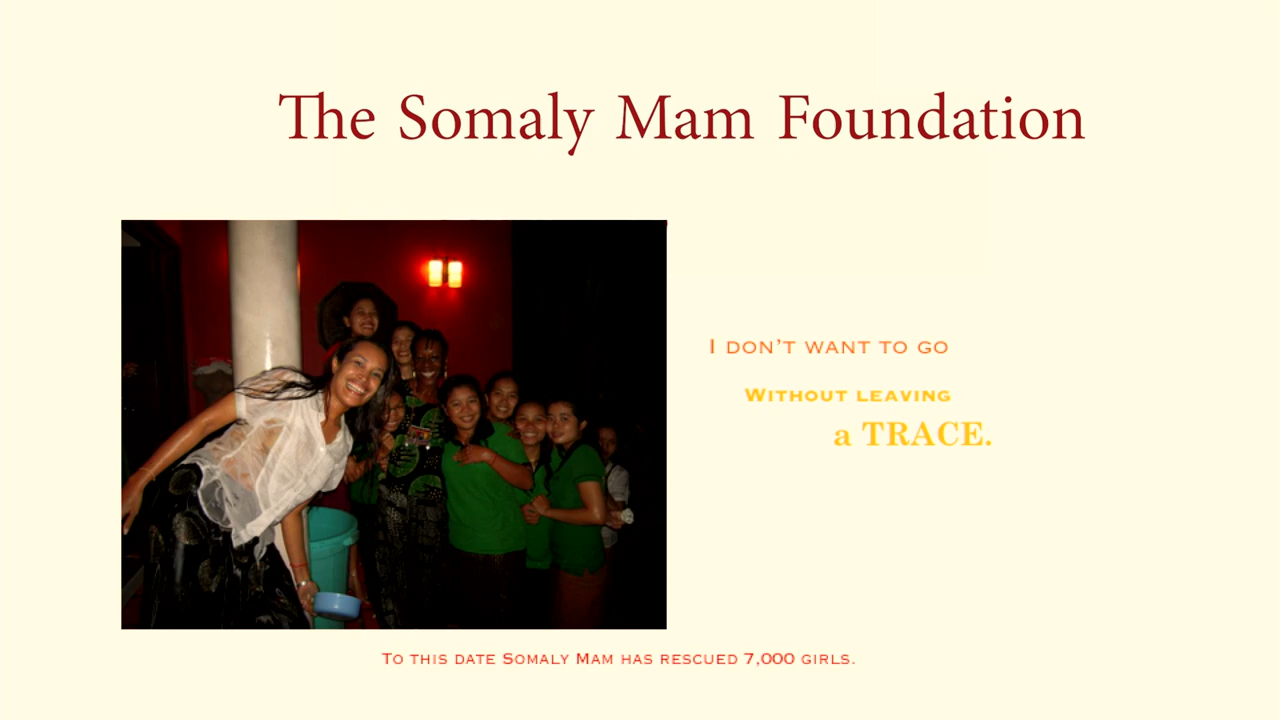 The Somaly Mam Foundation
I DON'T WANT TO GO
WITHOUT LEAVING
a TRACE.
TO THIS DATE SOMALY MAM HAS RESCUED 7,000 GIRLS.